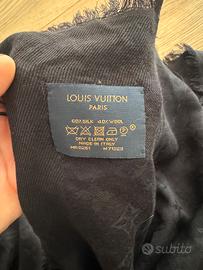 LOUIS VUITTON
PARIS
60% SILK 40% WOOL
DRY CLEAN ONLY
MADE IN ITALY
subito